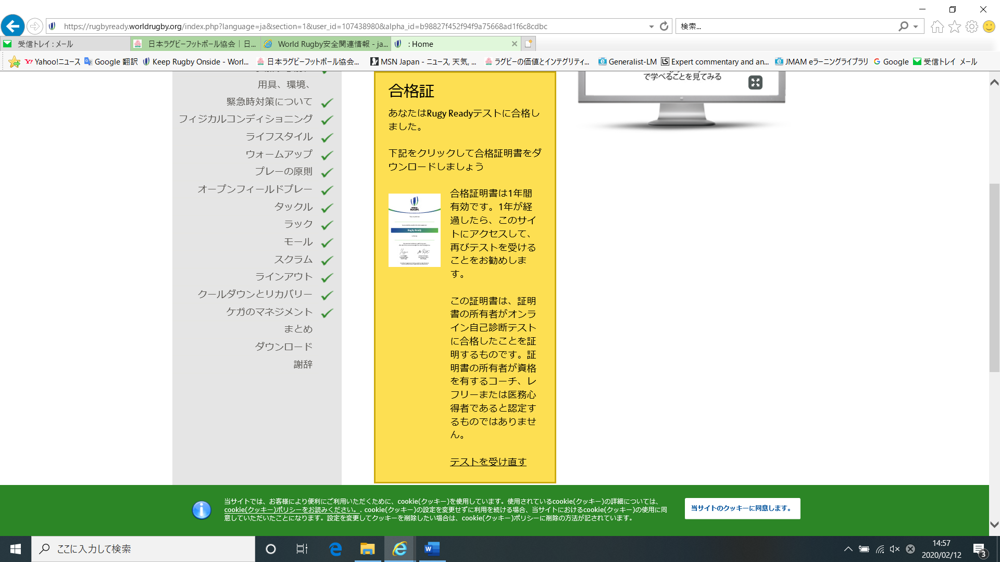 https://rugbyready.worldrugby.org/index.php?language=ja&section=1&user_id=107438980&alpha_id=b98827f452f94f9a75668ad1f6c8cdbc
検索...
受信トレイ : メール
日本ラグビーフットボール協会｜日...
World Rugby安全関連情報 - ja...
: Home
Yahoo!ニュース
Google 翻訳
Keep Rugby Onside - Worl...
日本ラグビーフットボール協会...
MSN Japan - ニュース, 天気, ...
ラグビーの価値とインテグリティ...
Generalist-LM
Expert commentary and an...
JMAM eラーニングライブラリ
Google
受信トレイ メール
用具、環境、
緊急時対策について
フィジカルコンディショニング
ライフスタイル
ウォームアップ
プレーの原則
オープンフィールドプレー
タックル
ラック
モール
スクラム
ラインアウト
クールダウンとリカバリー
ケガのマネジメント
まとめ
ダウンロード
謝辞
合格証
あなたはRugy Readyテストに合格し
ました。
下記をクリックして合格証明書をダ
ウンロードしましょう
WORLD
RUGBY
Rugby Ready
合格証明書は1年間
有効です。1年が経
過したら、このサイ
トにアクセスして、
再びテストを受ける
ことをお勧めしま
す。
この証明書は、証明
書の所有者がオンラ
イン自己診断テスト
に合格したことを証
明するものです。証
明書の所有者が資格
を有するコーチ、レ
フリーまたは医務心
得者であると認定す
るものではありませ
ん。
テストを受け直す
で学べることを見てみる
当サイトでは、お客様により便利にご利用いただくために、cookie(クッキー)を使用しています。使用されているcookie(クッキー)の詳細については、
cookie(クッキー)ポリシーをお読みください。. cookie(クッキー)の設定を変更せずに利用を続ける場合、当サイトにおけるcookie(クッキー)の使用に同
意していただいたことになります。設定を変更してクッキーを削除したい場合は、cookie(クッキー)ポリシーに削除の方法が記されています。
当サイトのクッキーに同意します。
ここに入力して検索
14:57
2020/02/12
3